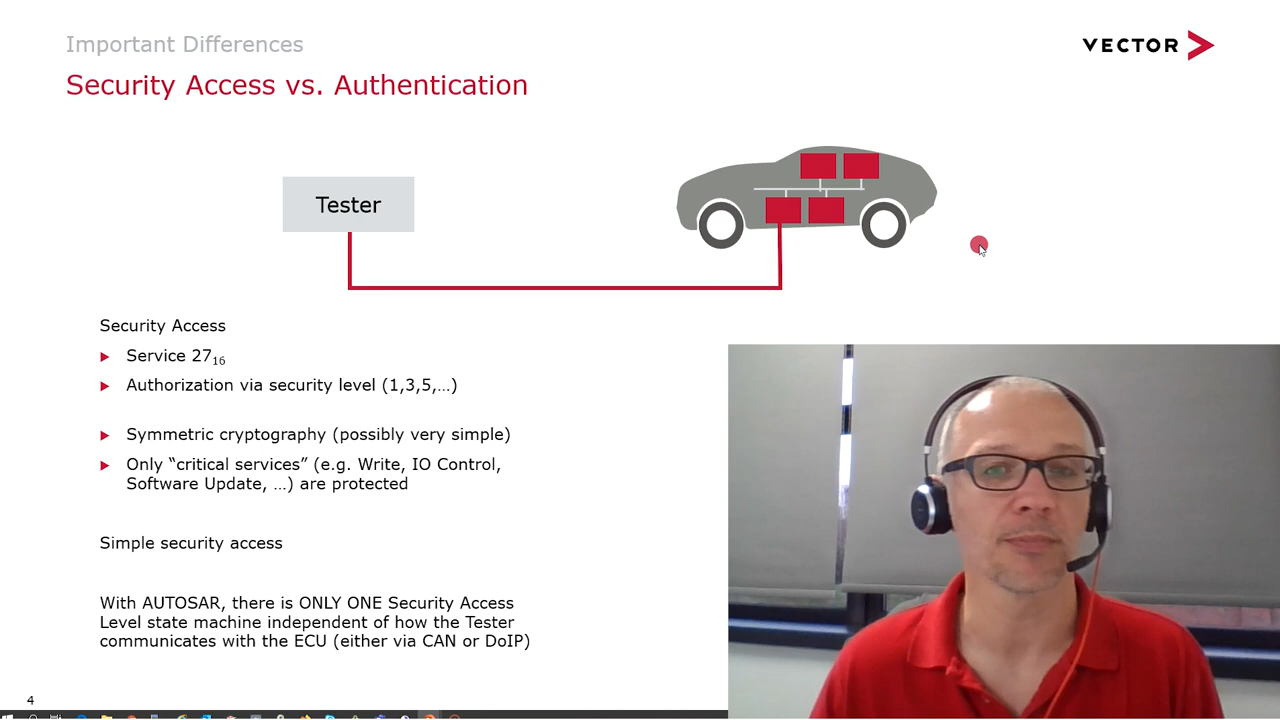 Important Differences
Security Access vs. Authentication
VECTOR
Tester
Security Access
Service 27₁₆
Authorization via security level (1,3,5,…)
Symmetric cryptography (possibly very simple)
Only “critical services” (e.g. Write, IO Control,
Software Update, …) are protected
Simple security access
With AUTOSAR, there is ONLY ONE Security Access
Level state machine independent of how the Tester
communicates with the ECU (either via CAN or DoIP)
4